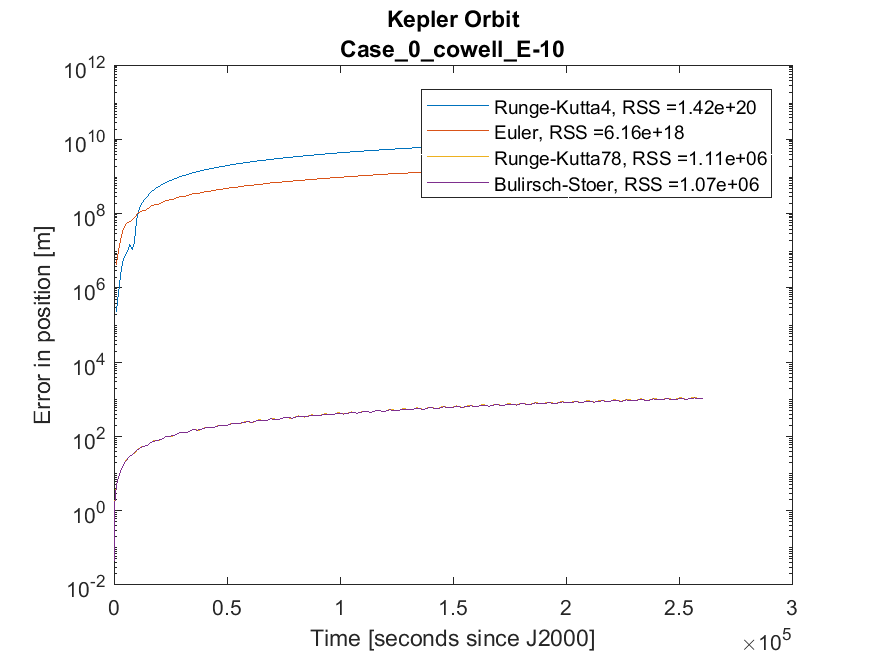 Kepler Orbit
Case_0_cowell_E-10
10^12
10^10
10^8
10^6
10^4
10^2
10^0
10^-2
Error in position [m]
Runge-Kutta4, RSS =1.42e+20
Euler, RSS =6.16e+18
Runge-Kutta78, RSS =1.11e+06
Bulirsch-Stoer, RSS =1.07e+06
0 0.5 1 1.5 2 2.5 3
Time [seconds since J2000]
×10^5